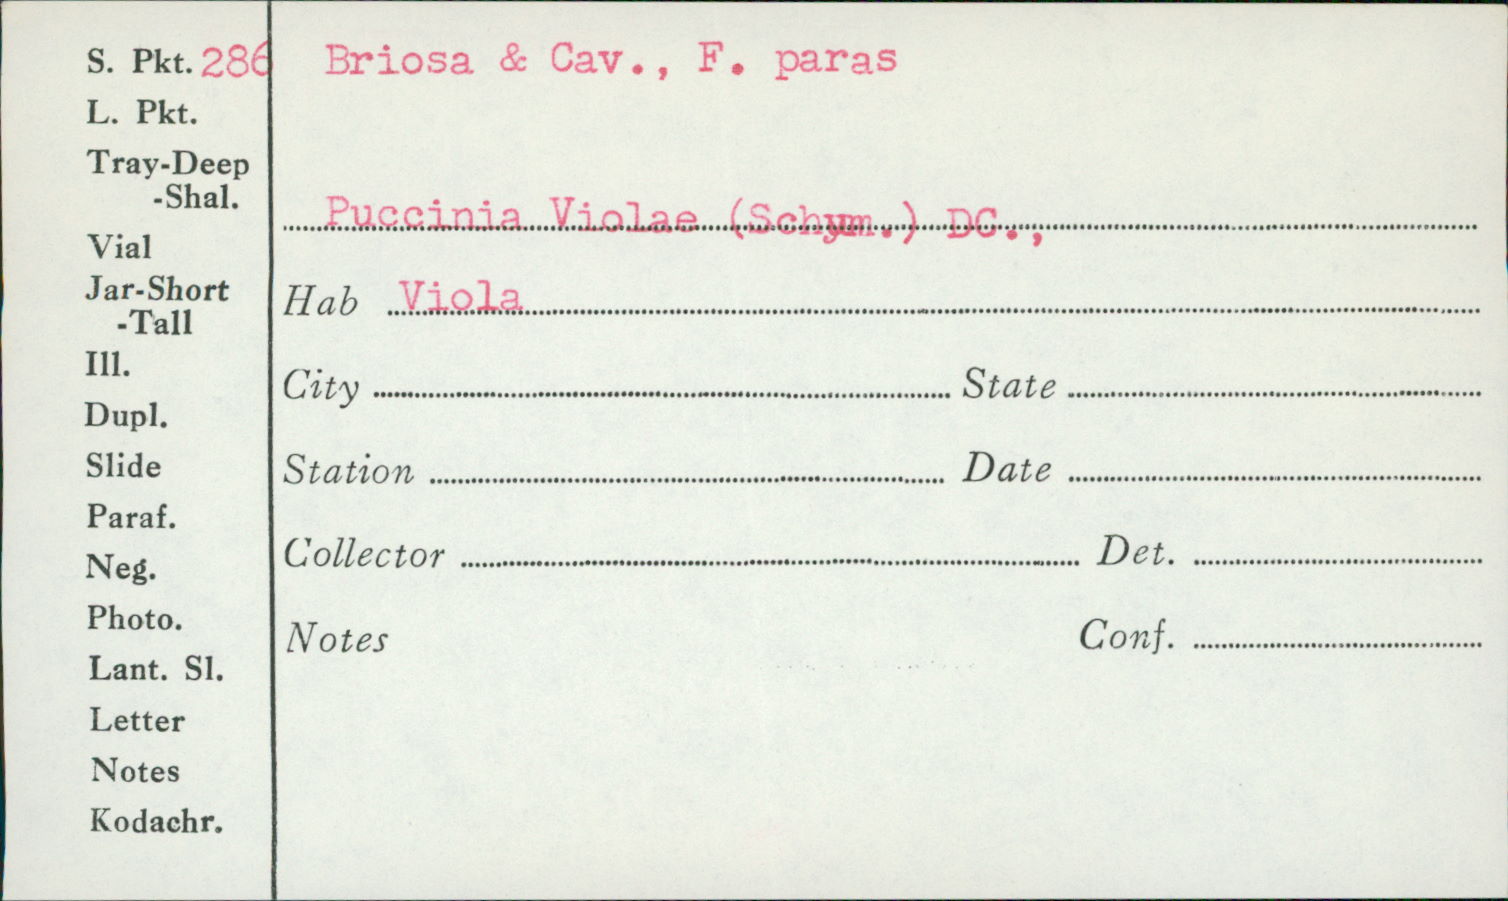 S. Pkt. 286
L. Pkt.
Tray-Deep
-Shal.
Vial
Jar-Short
-Tall
Ill.
Dupl.
Slide
Paraf.
Neg.
Photo.
Lant. Sl.
Letter
Notes
Kodachr.
Briosa & Cav., F. paras
Puccinia Violae (Schum.) DC.,
Hab Viola
City State
Station Date
Collector Det.
Notes Conf.